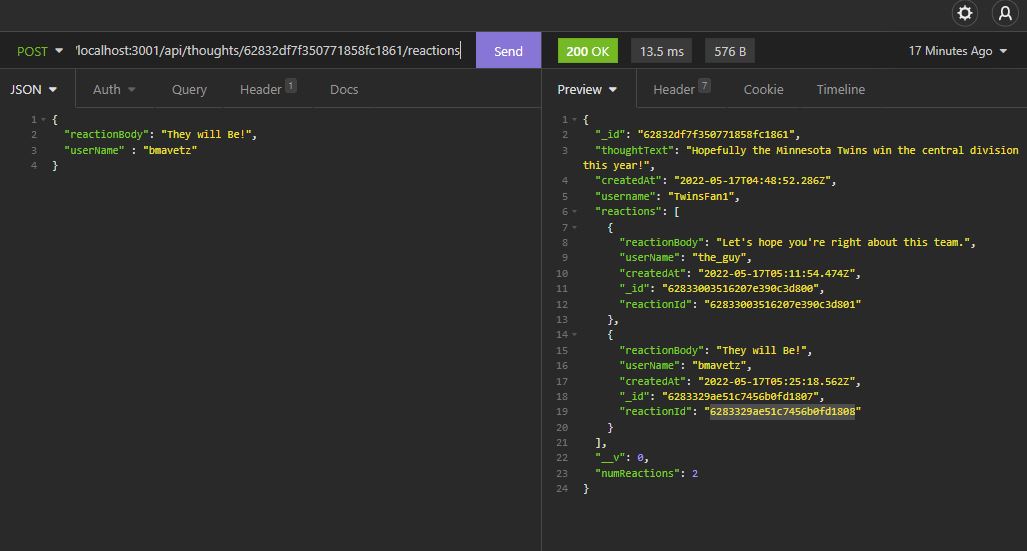 POST 'localhost:3001/api/thoughts/62832df7f350771858fc1861/reactions Send 200 OK 13.5 ms 576 B 17 Minutes Ago
JSON Auth Query Header 1 Docs Preview Header 7 Cookie Timeline
1 {
2 "reactionBody": "They will Be!",
3 "userName" : "bmavetz"
4 }
1 {
2 "_id": "62832df7f350771858fc1861",
3 "thoughtText": "Hopefully the Minnesota Twins win the central division
this year!",
4 "createdAt": "2022-05-17T04:48:52.286Z",
5 "username": "TwinsFan1",
6 "reactions": [
7 {
8 "reactionBody": "Let's hope you're right about this team.",
9 "userName": "the_guy",
10 "createdAt": "2022-05-17T05:11:54.474Z",
11 "_id": "62833003516207e390c3d800",
12 "reactionId": "62833003516207e390c3d801"
13 },
14 {
15 "reactionBody": "They will Be!",
16 "userName": "bmavetz",
17 "createdAt": "2022-05-17T05:25:18.562Z",
18 "_id": "6283329ae51c7456b0fd1807",
19 "reactionId": "6283329ae51c7456b0fd1808"
20 }
21 ],
22 "__v": 0,
23 "numReactions": 2
24 }